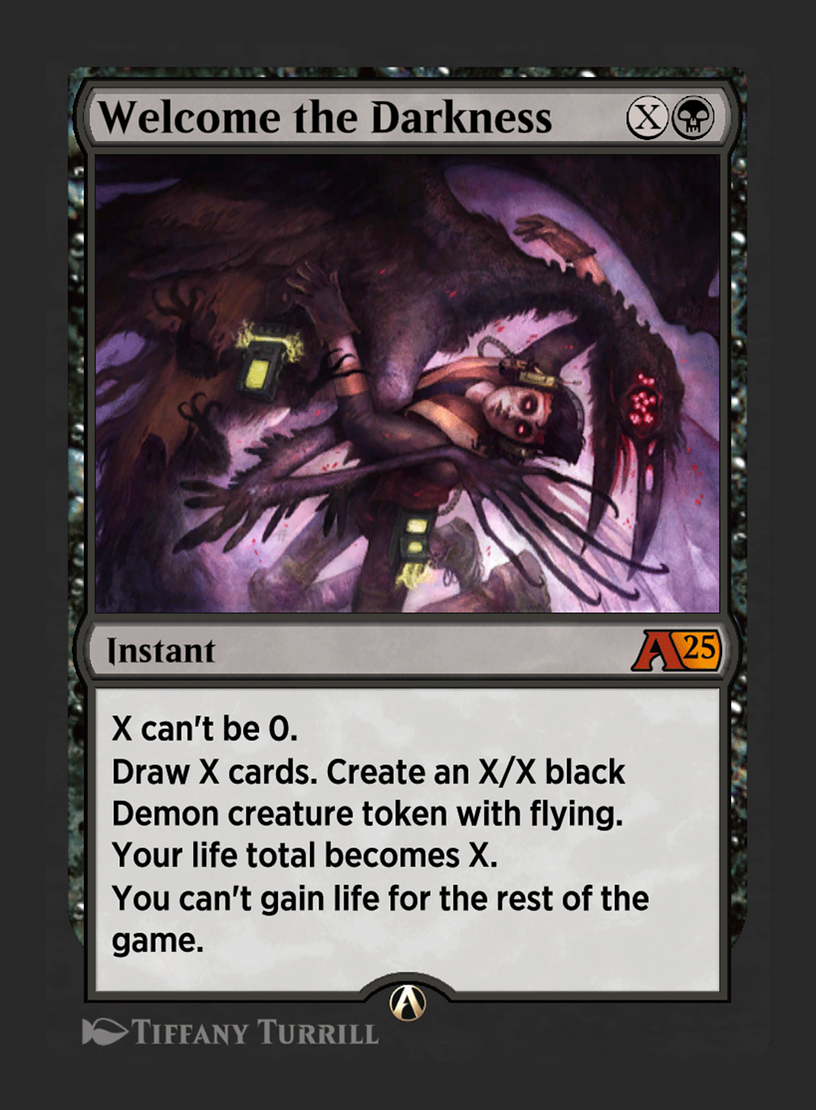 Welcome the Darkness X
Instant A25
X can't be 0.
Draw X cards. Create an X/X black
Demon creature token with flying.
Your life total becomes X.
You can't gain life for the rest of the
game.
A
Tiffany Turrill